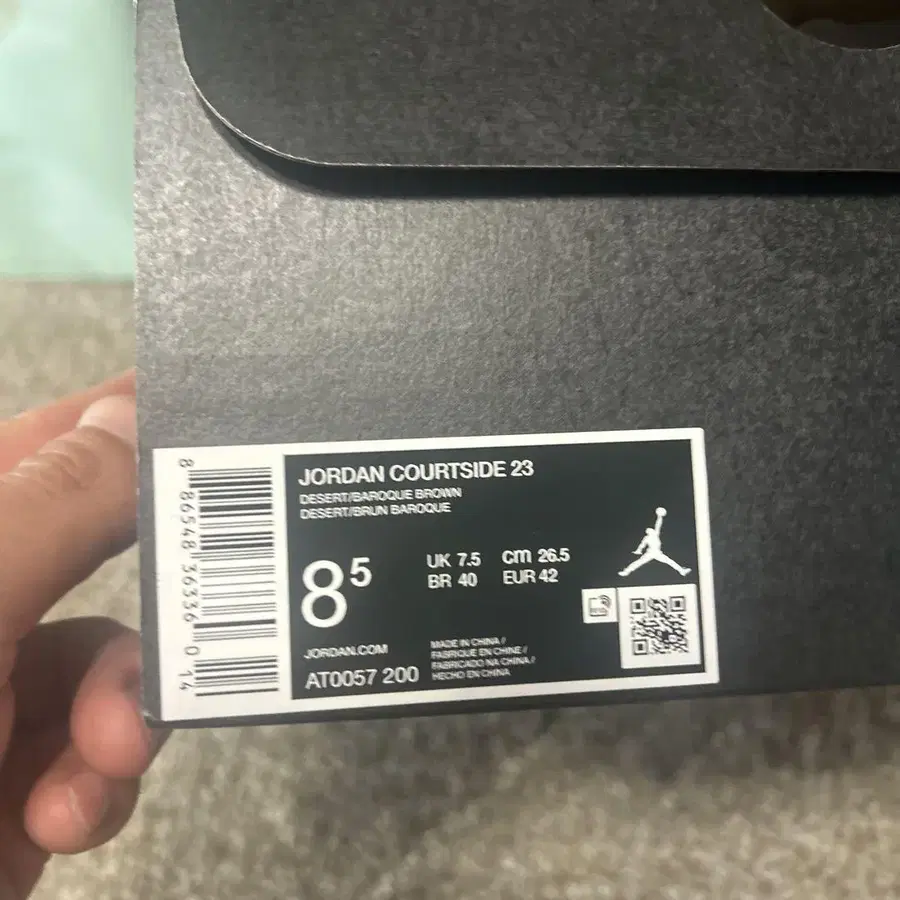 JORDAN COURTSIDE 23
DESERT/BAROQUE BROWN
DESERT/BRUN BAROQUE
8⁵
UK 7.5 cm 26.5
BR 40 EUR 42
JORDAN.COM
AT0057 200
MADE IN CHINA /
FABRIQUE EN CHINE /
FABRICADO NA CHINA /
HECHO EN CHINA
8 86548 36336 0 14